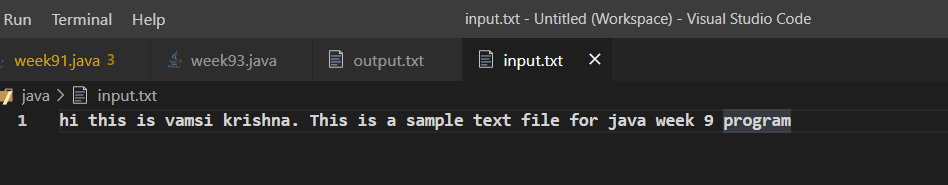 Run Terminal Help input.txt - Untitled (Workspace) - Visual Studio Code
week91.java 3 week93.java output.txt input.txt ×
java > input.txt
1 hi this is vamsi krishna. This is a sample text file for java week 9 program